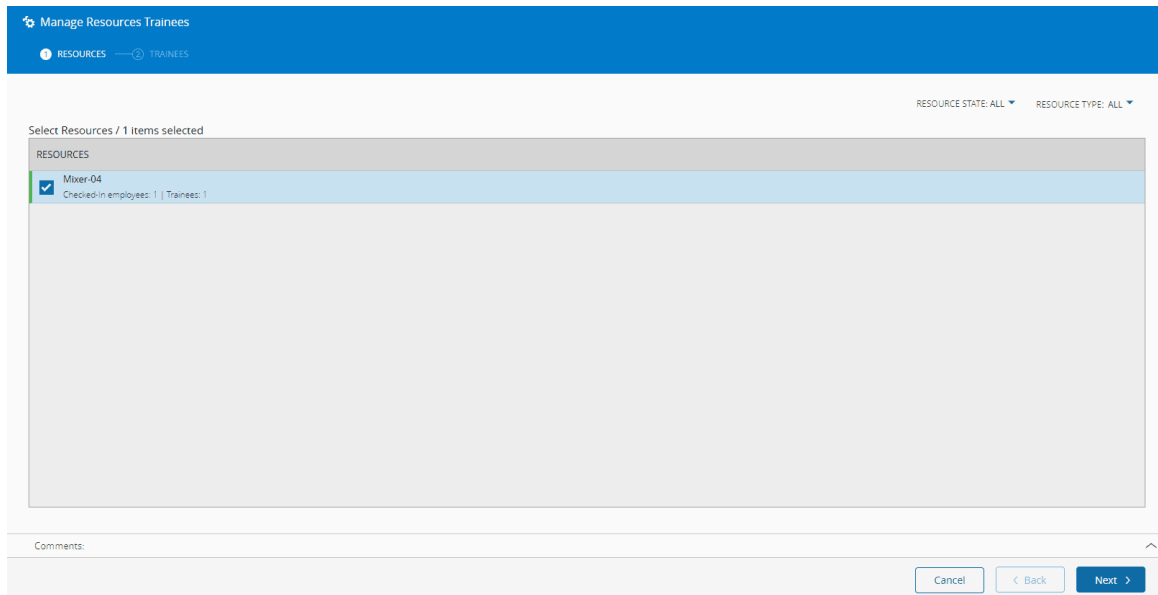 Manage Resources Trainees
1 RESOURCES 2 TRAINEES
RESOURCE STATE: ALL RESOURCE TYPE: ALL
Select Resources / 1 items selected
RESOURCES
Mixer-04
Checked-In employees: 1 | Trainees: 1
Comments:
Cancel < Back Next >